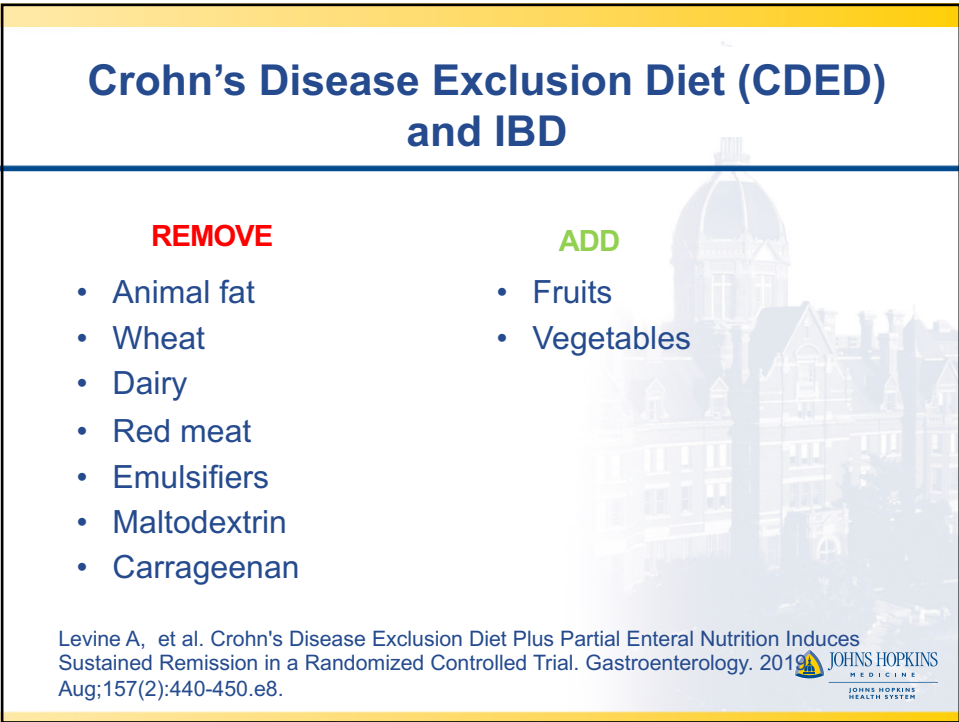 Crohn's Disease Exclusion Diet (CDED)
and IBD
REMOVE
• Animal fat
• Wheat
• Dairy
• Red meat
• Emulsifiers
• Maltodextrin
• Carrageenan
ADD
• Fruits
• Vegetables
Levine A, et al. Crohn's Disease Exclusion Diet Plus Partial Enteral Nutrition Induces
Sustained Remission in a Randomized Controlled Trial. Gastroenterology. 2019
Aug;157(2):440-450.e8.
JOHNS HOPKINS
MEDICINE
JOHNS HOPKINS
HEALTH SYSTEM